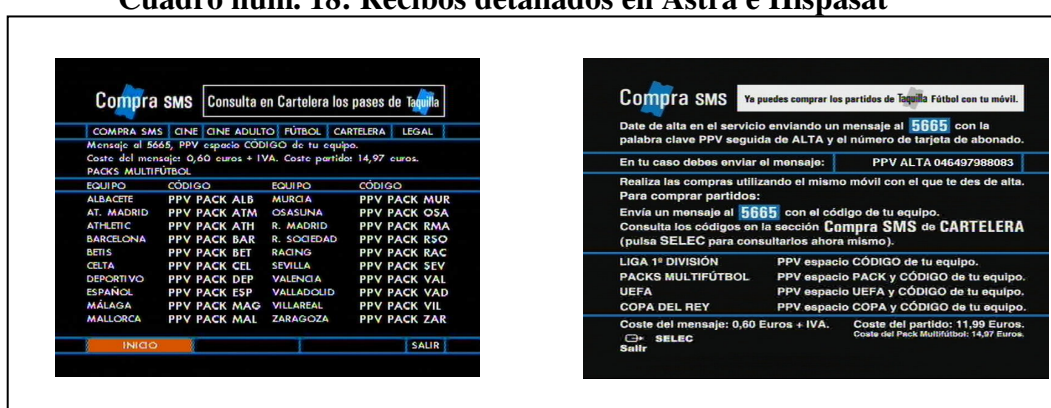 Cuadro núm. 18: Recibos detallados en Astra e Hispasat
Compra SMS
Consulta en Cartelera los pases de Taquilla
COMPRA SMS CINE CINE ADULTO FÚTBOL CARTELERA LEGAL
Mensaje al 5665, PPV espacio CÓDIGO de tu equipo.
Coste del mensaje: 0,60 euros + IVA. Coste partido: 14,97 euros.
PACKS MULTIFÚTBOL
EQUIPO CÓDIGO EQUIPO CÓDIGO
ALBACETE PPV PACK ALB MURCIA PPV PACK MUR
AT. MADRID PPV PACK ATM OSASUNA PPV PACK OSA
ATHLETIC PPV PACK ATH R. MADRID PPV PACK RMA
BARCELONA PPV PACK BAR R. SOCIEDAD PPV PACK RSO
BETIS PPV PACK BET RACING PPV PACK RAC
CELTA PPV PACK CEL SEVILLA PPV PACK SEV
DEPORTIVO PPV PACK DEP VALENCIA PPV PACK VAL
ESPAÑOL PPV PACK ESP VALLADOLID PPV PACK VAD
MÁLAGA PPV PACK MAG VILLAREAL PPV PACK VIL
MALLORCA PPV PACK MAL ZARAGOZA PPV PACK ZAR
INICIO SALIR
Compra SMS
Ya puedes comprar los partidos de Taquilla Fútbol con tu móvil.
Date de alta en el servicio enviando un mensaje al 5665 con la
palabra clave PPV seguida de ALTA y el número de tarjeta de abonado.
En tu caso debes enviar el mensaje: PPV ALTA 046497988083
Realiza las compras utilizando el mismo móvil con el que te des de alta.
Para comprar partidos:
Envía un mensaje al 5665 con el código de tu equipo.
Consulta los códigos en la sección Compra SMS de CARTELERA
(pulsa SELEC para consultarlos ahora mismo).
LIGA 1ª DIVISIÓN PPV espacio CÓDIGO de tu equipo.
PACKS MULTIFÚTBOL PPV espacio PACK y CÓDIGO de tu equipo.
UEFA PPV espacio UEFA y CÓDIGO de tu equipo.
COPA DEL REY PPV espacio COPA y CÓDIGO de tu equipo.
Coste del mensaje: 0,60 Euros + IVA. Coste del partido: 11,99 Euros.
Coste del Pack Multifútbol: 14,97 Euros.
SELEC
Salir